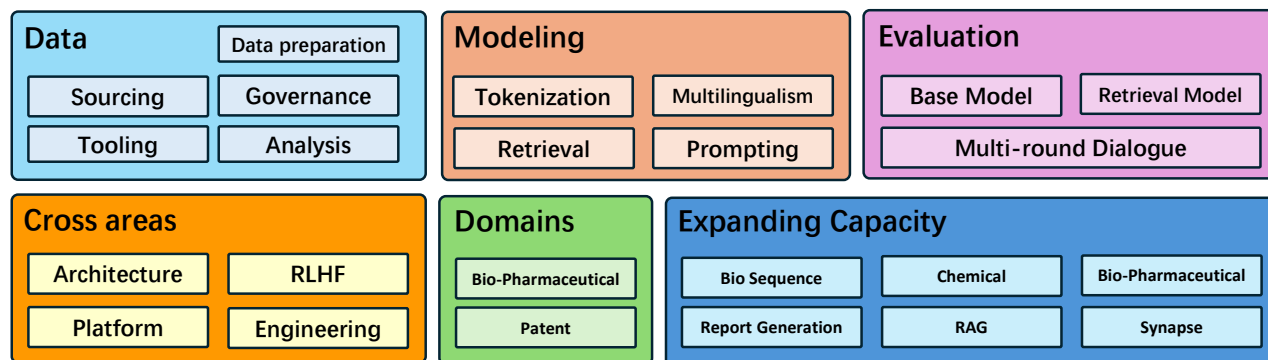 Data
Data preparation
Sourcing
Governance
Tooling
Analysis
Modeling
Tokenization
Multilingualism
Retrieval
Prompting
Evaluation
Base Model
Retrieval Model
Multi-round Dialogue
Cross areas
Architecture
RLHF
Platform
Engineering
Domains
Bio-Pharmaceutical
Patent
Expanding Capacity
Bio Sequence
Chemical
Bio-Pharmaceutical
Report Generation
RAG
Synapse